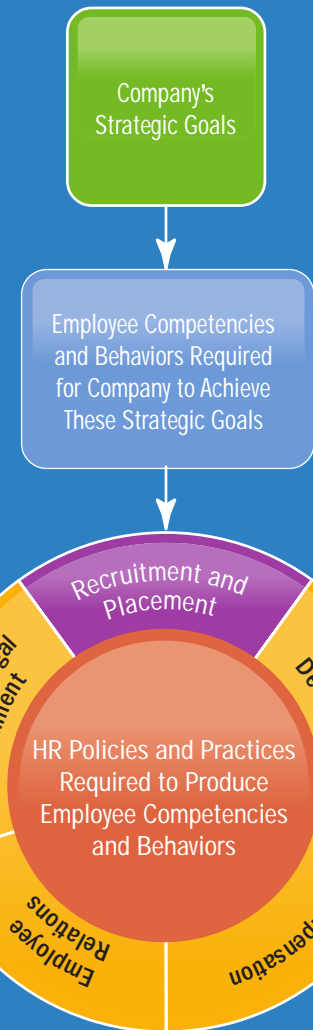 Company's
Strategic Goals
Employee Competencies
and Behaviors Required
for Company to Achieve
These Strategic Goals
Recruitment and
Placement
HR Policies and Practices
Required to Produce
Employee Competencies
and Behaviors
Employee
Relations